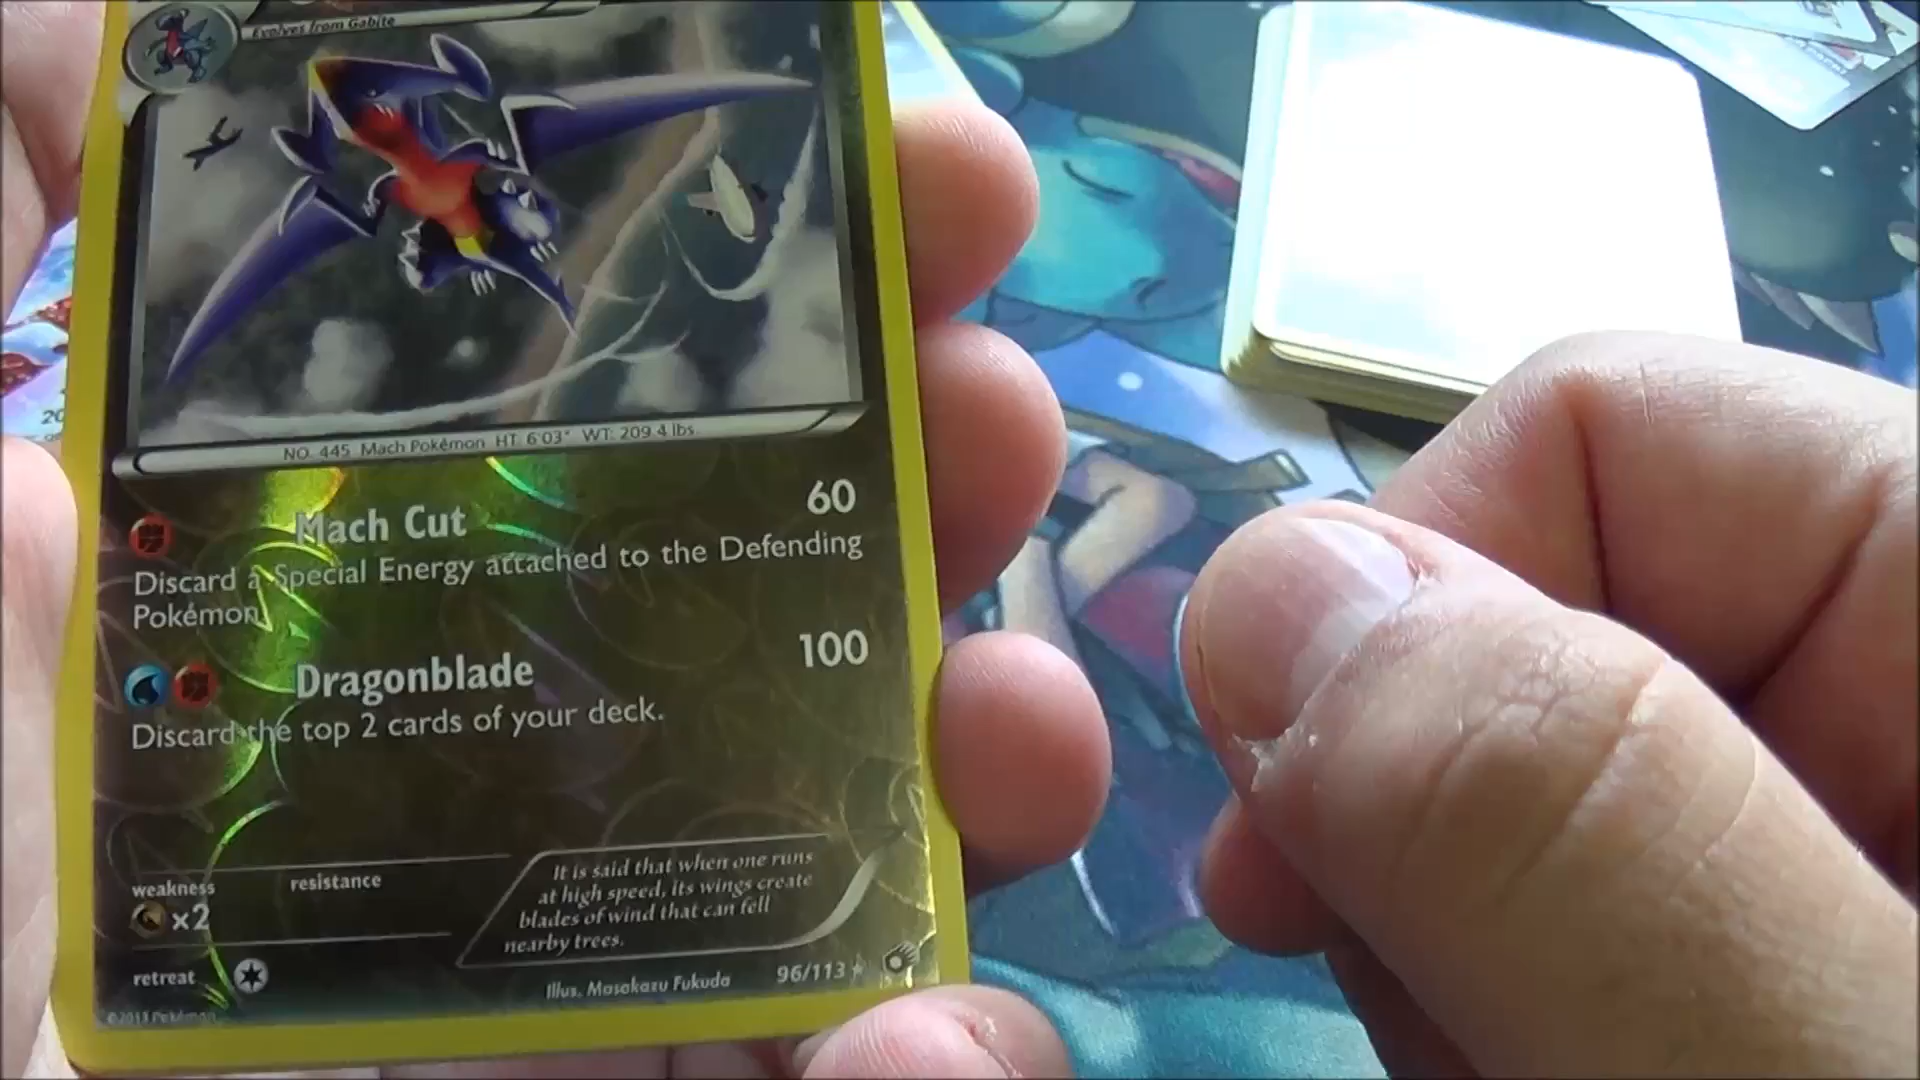 Evolves from Gabite
NO. 445 Mach Pokémon HT: 6'03" WT: 209.4 lbs.
Mach Cut 60
Discard a Special Energy attached to the Defending
Pokémon.
Dragonblade 100
Discard the top 2 cards of your deck.
weakness
×2
resistance
It is said that when one runs
at high speed, its wings create
blades of wind that can fell
nearby trees.
retreat
Illus. Masakazu Fukuda 96/113 ★
©2013 Pokémon
20